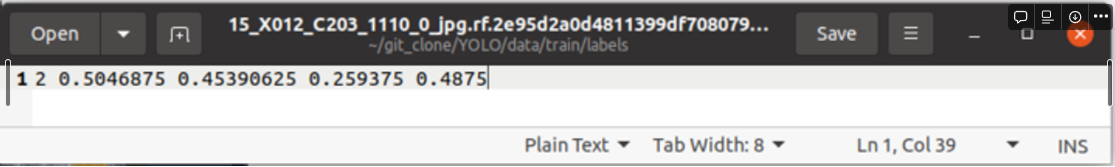 Open
15_X012_C203_1110_0_jpg.rf.2e95d2a0d4811399df708079...
~/git_clone/YOLO/data/train/labels
Save
1 2 0.5046875 0.45390625 0.259375 0.4875
Plain Text Tab Width: 8 Ln 1, Col 39 INS